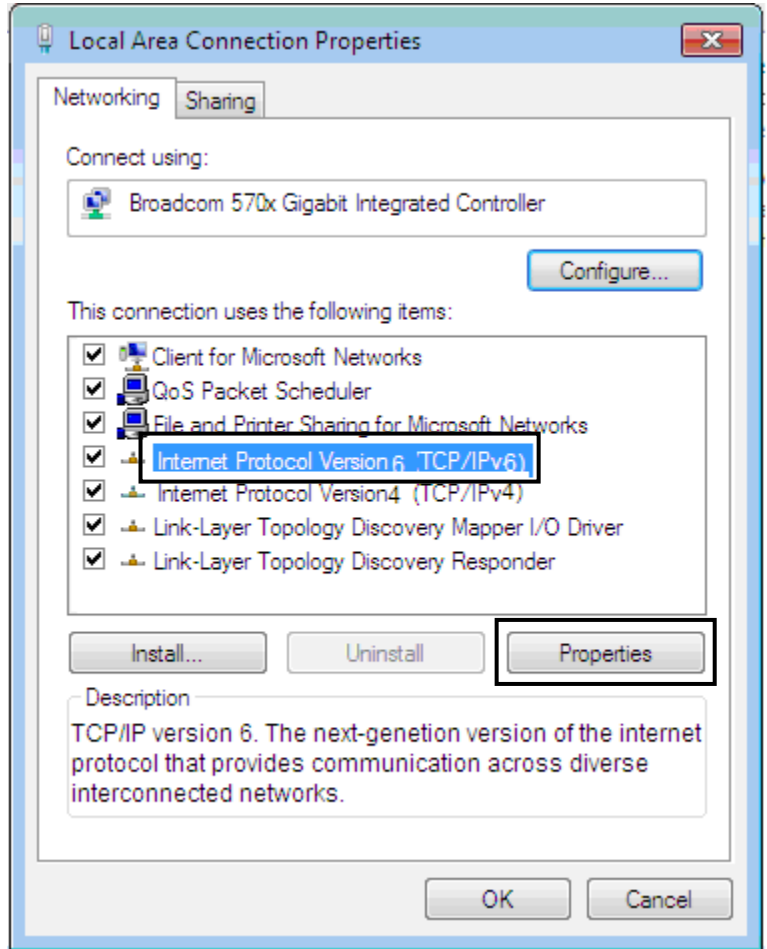 Local Area Connection Properties
Networking
Sharing
Connect using:
Broadcom 570x Gigabit Integrated Controller
Configure...
This connection uses the following items:
Client for Microsoft Networks
QoS Packet Scheduler
File and Printer Sharing for Microsoft Networks
Internet Protocol Version 6 (TCP/IPv6)
Internet Protocol Version4 (TCP/IPv4)
Link-Layer Topology Discovery Mapper I/O Driver
Link-Layer Topology Discovery Responder
Install...
Uninstall
Properties
Description
TCP/IP version 6. The next-genetion version of the internet
protocol that provides communication across diverse
interconnected networks.
OK
Cancel